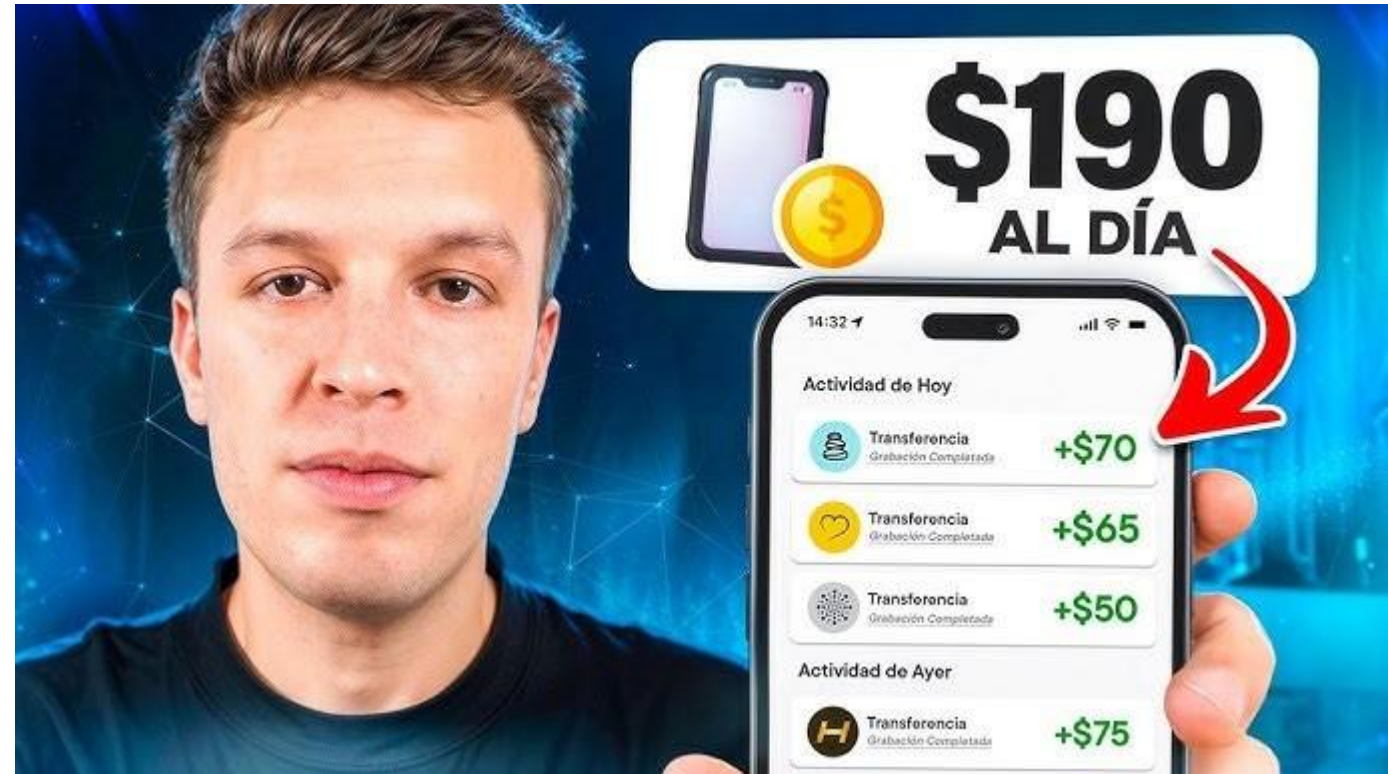 $190
AL DÍA
14:32
Actividad de Hoy
Transferencia
Grabación Completada
+$70
Transferencia
Grabación Completada
+$65
Transferencia
Grabación Completada
+$50
Actividad de Ayer
Transferencia
Grabación Completada
+$75